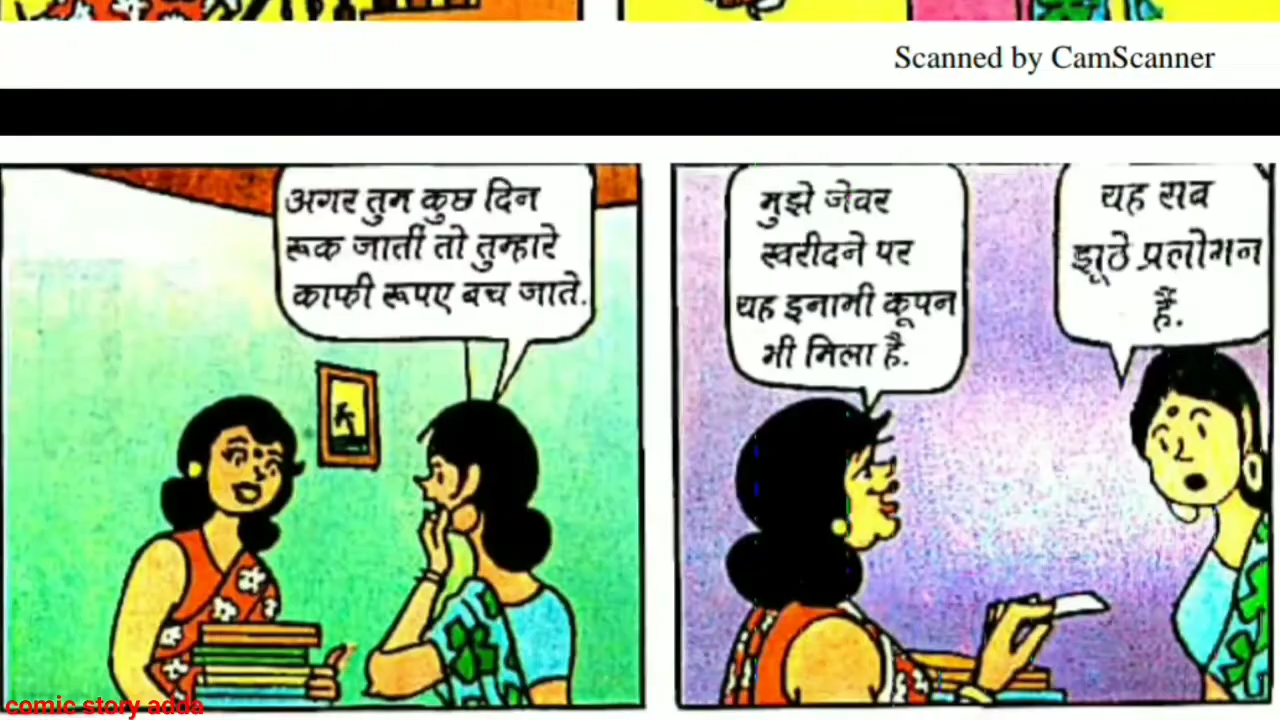 Scanned by CamScanner
अगर तुम कुछ दिन
रूक जातीं तो तुम्हारे
काफी रूपए बच जाते.
मुझे जेवर
खरीदने पर
यह इनामी कूपन
भी मिला है.
यह सब
झूठे प्रलोभन
हैं.
comic story adda